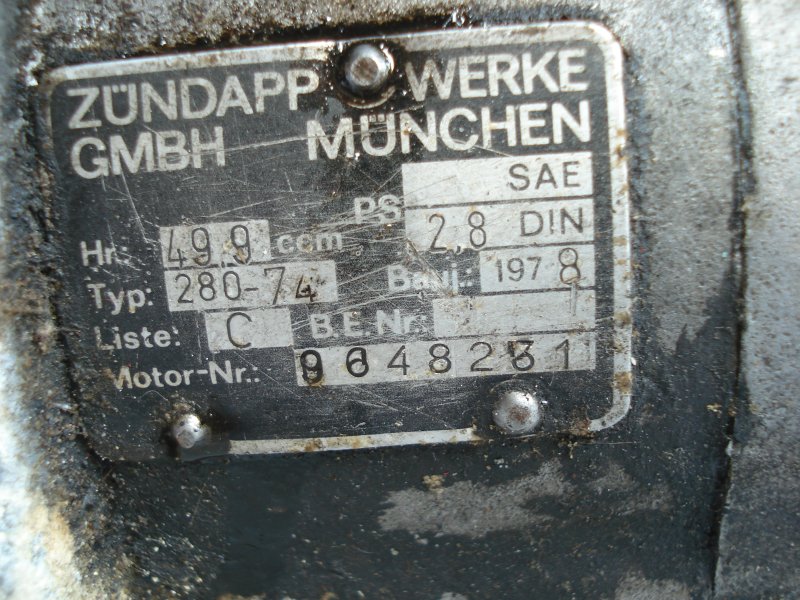 ZÜNDAPP WERKE
GMBH MÜNCHEN
SAE
PS 2,8 DIN
Hr.: 49,9 ccm
Typ: 280-74 Bauj.: 1978
Liste: C B.E.Nr.:
Motor-Nr.: